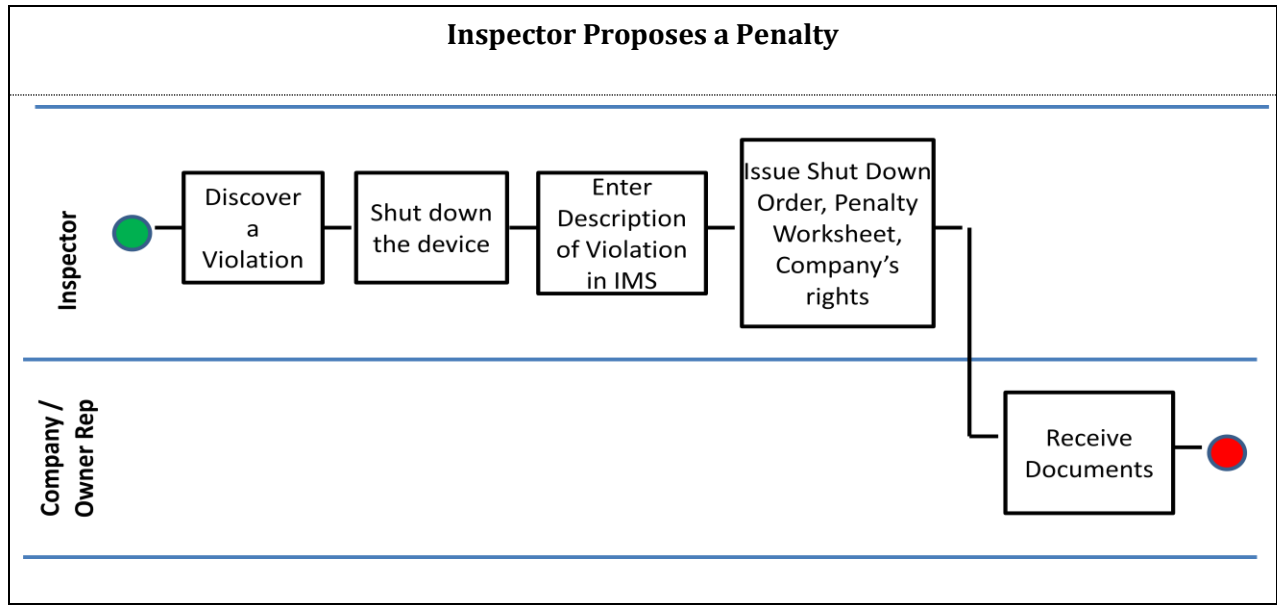 Inspector Proposes a Penalty
Inspector
Discover
a
Violation
Shut down
the device
Enter
Description
of Violation
in IMS
Issue Shut Down
Order, Penalty
Worksheet,
Company’s
rights
Company /
Owner Rep
Receive
Documents